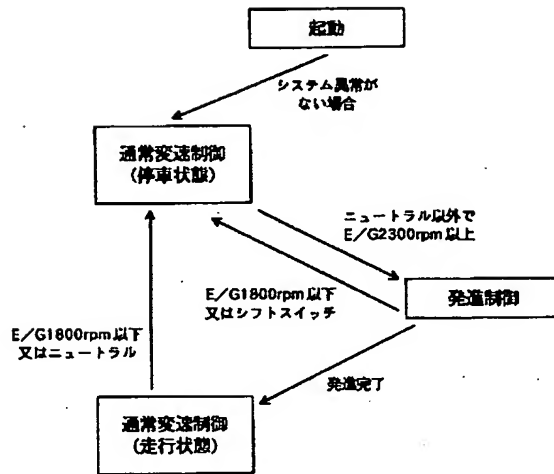 起動
システム異常が
ない場合
通常変速制御
(停車状態)
ニュートラル以外で
E/G2300rpm以上
E/G1800rpm以下
又はシフトスイッチ
発進制御
E/G1800rpm以下
又はニュートラル
発進完了
通常変速制御
(走行状態)